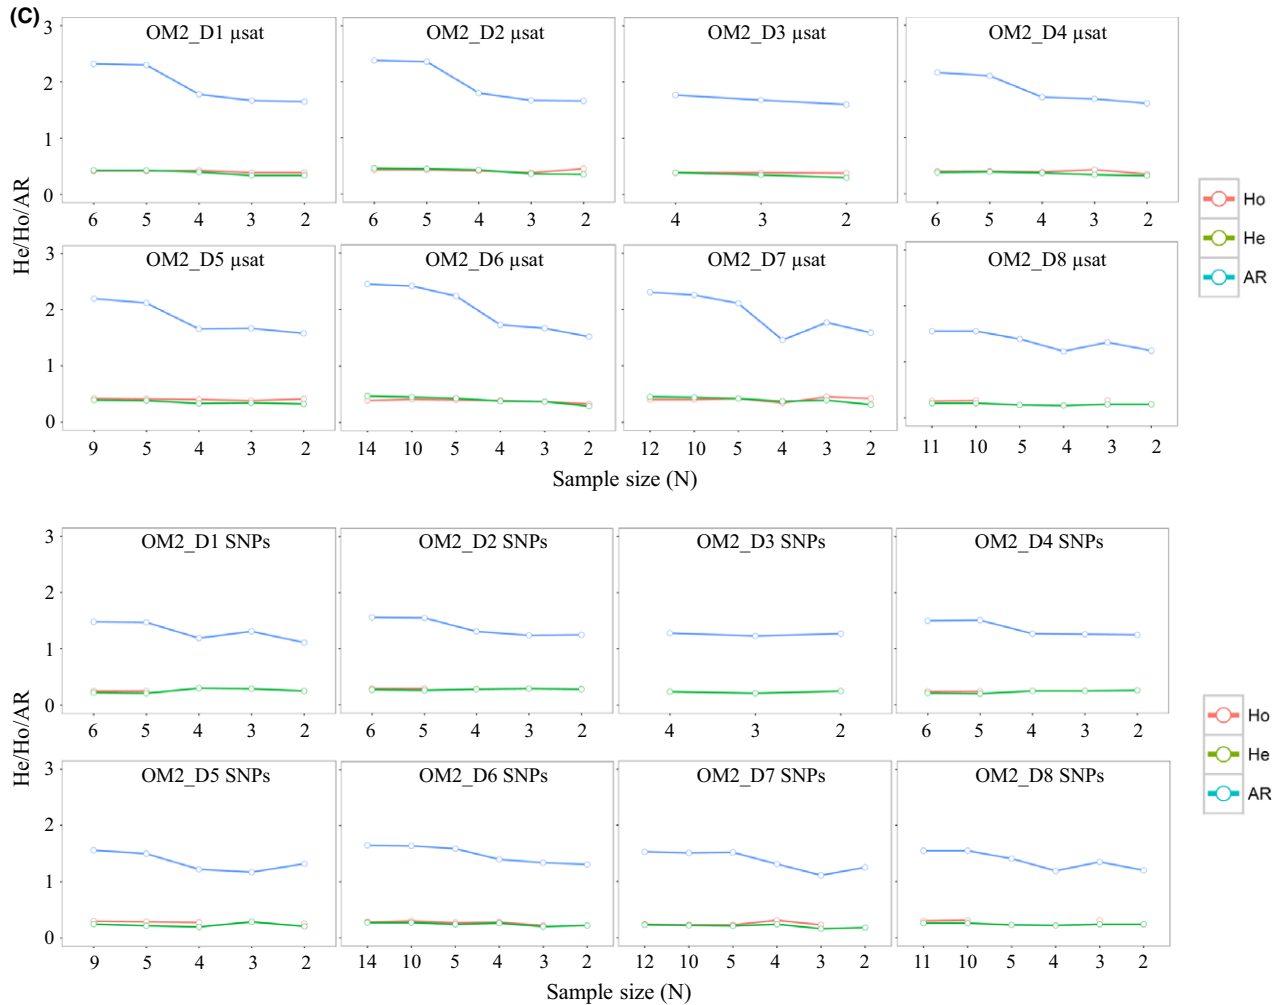 (C)
OM2_D1 µsat OM2_D2 µsat OM2_D3 µsat OM2_D4 µsat
3
2
1
0
6 5 4 3 2 6 5 4 3 2 4 3 2 6 5 4 3 2
He/Ho/AR
OM2_D5 µsat OM2_D6 µsat OM2_D7 µsat OM2_D8 µsat
3
2
1
0
9 5 4 3 2 14 10 5 4 3 2 12 10 5 4 3 2 11 10 5 4 3 2
Sample size (N)
Ho
He
AR
OM2_D1 SNPs OM2_D2 SNPs OM2_D3 SNPs OM2_D4 SNPs
3
2
1
0
6 5 4 3 2 6 5 4 3 2 4 3 2 6 5 4 3 2
He/Ho/AR
OM2_D5 SNPs OM2_D6 SNPs OM2_D7 SNPs OM2_D8 SNPs
3
2
1
0
9 5 4 3 2 14 10 5 4 3 2 12 10 5 4 3 2 11 10 5 4 3 2
Sample size (N)
Ho
He
AR